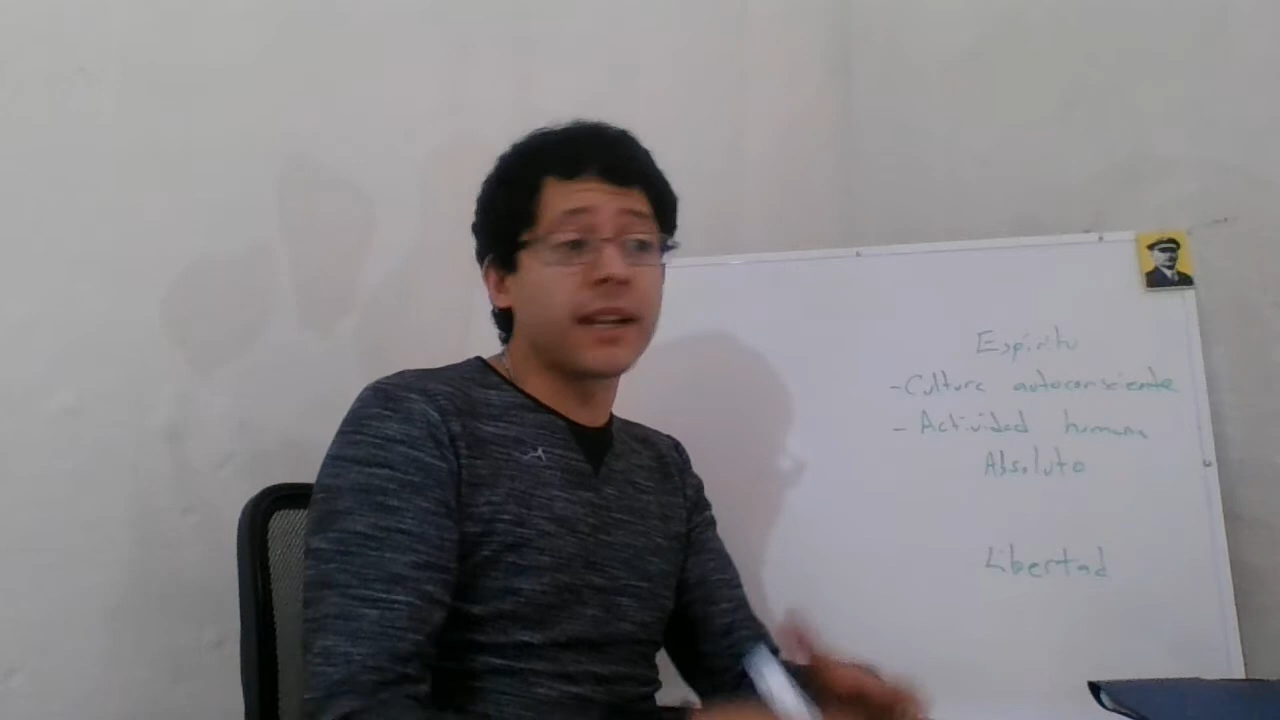 Espíritu
- Cultura autoconsciente
- Actividad humana
Absoluto
Libertad